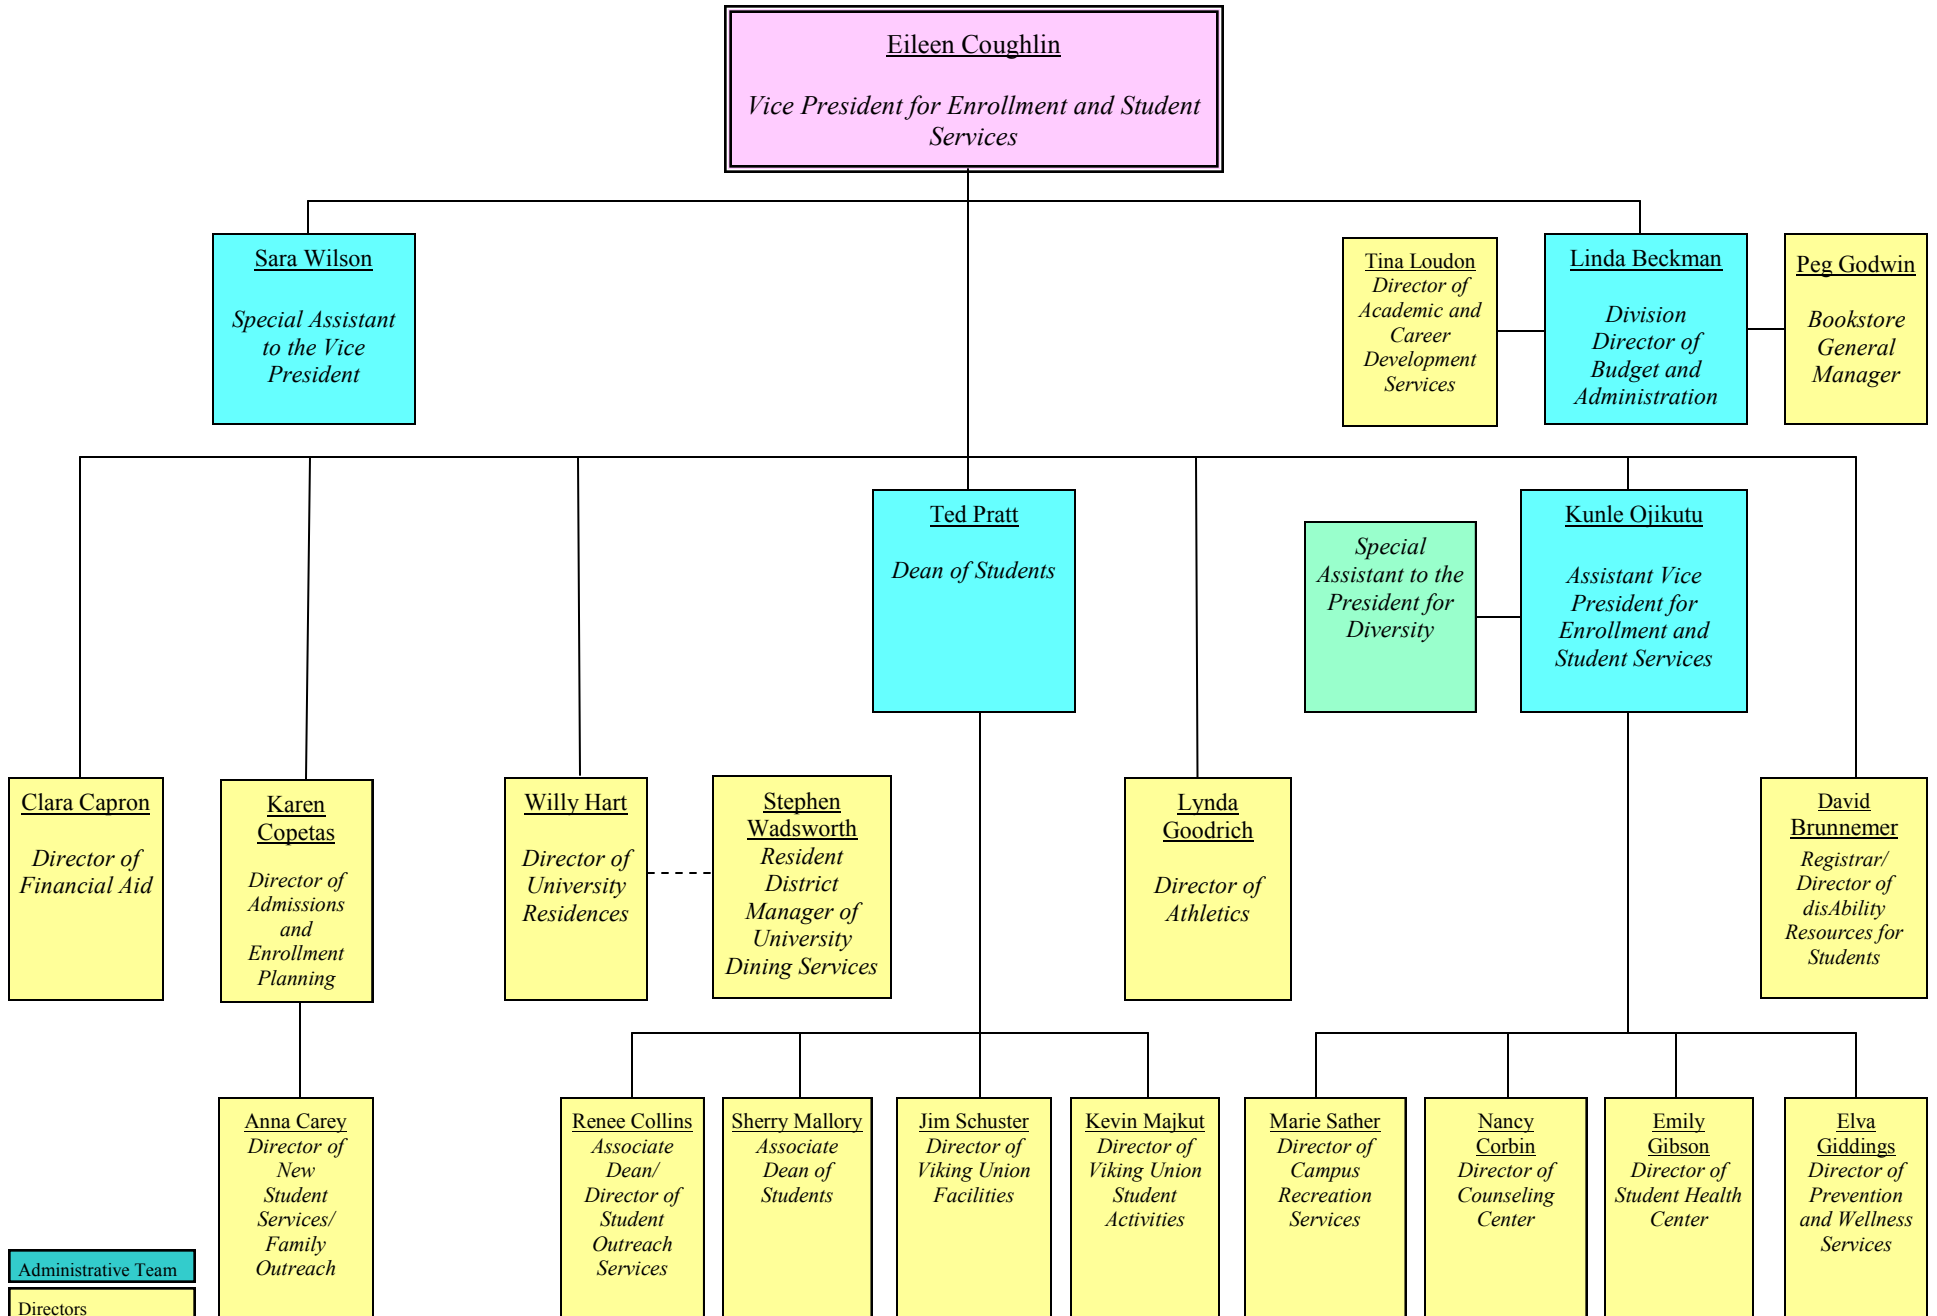 Eileen Coughlin
Vice President for Enrollment and Student
Services
Sara Wilson
Special Assistant
to the Vice
President
Tina Loudon
Director of
Academic and
Career
Development
Services
Linda Beckman
Division
Director of
Budget and
Administration
Peg Godwin
Bookstore
General
Manager
Ted Pratt
Dean of Students
Special
Assistant to the
President for
Diversity
Kunle Ojikutu
Assistant Vice
President for
Enrollment and
Student Services
Clara Capron
Director of
Financial Aid
Karen
Copetas
Director of
Admissions
and
Enrollment
Planning
Willy Hart
Director of
University
Residences
Stephen
Wadsworth
Resident
District
Manager of
University
Dining Services
Lynda
Goodrich
Director of
Athletics
David
Brunnemer
Registrar/
Director of
disAbility
Resources for
Students
Anna Carey
Director of
New
Student
Services/
Family
Outreach
Renee Collins
Associate
Dean/
Director of
Student
Outreach
Services
Sherry Mallory
Associate
Dean of
Students
Jim Schuster
Director of
Viking Union
Facilities
Kevin Majkut
Director of
Viking Union
Student
Activities
Marie Sather
Director of
Campus
Recreation
Services
Nancy
Corbin
Director of
Counseling
Center
Emily
Gibson
Director of
Student Health
Center
Elva
Giddings
Director of
Prevention
and Wellness
Services
Administrative Team
Directors